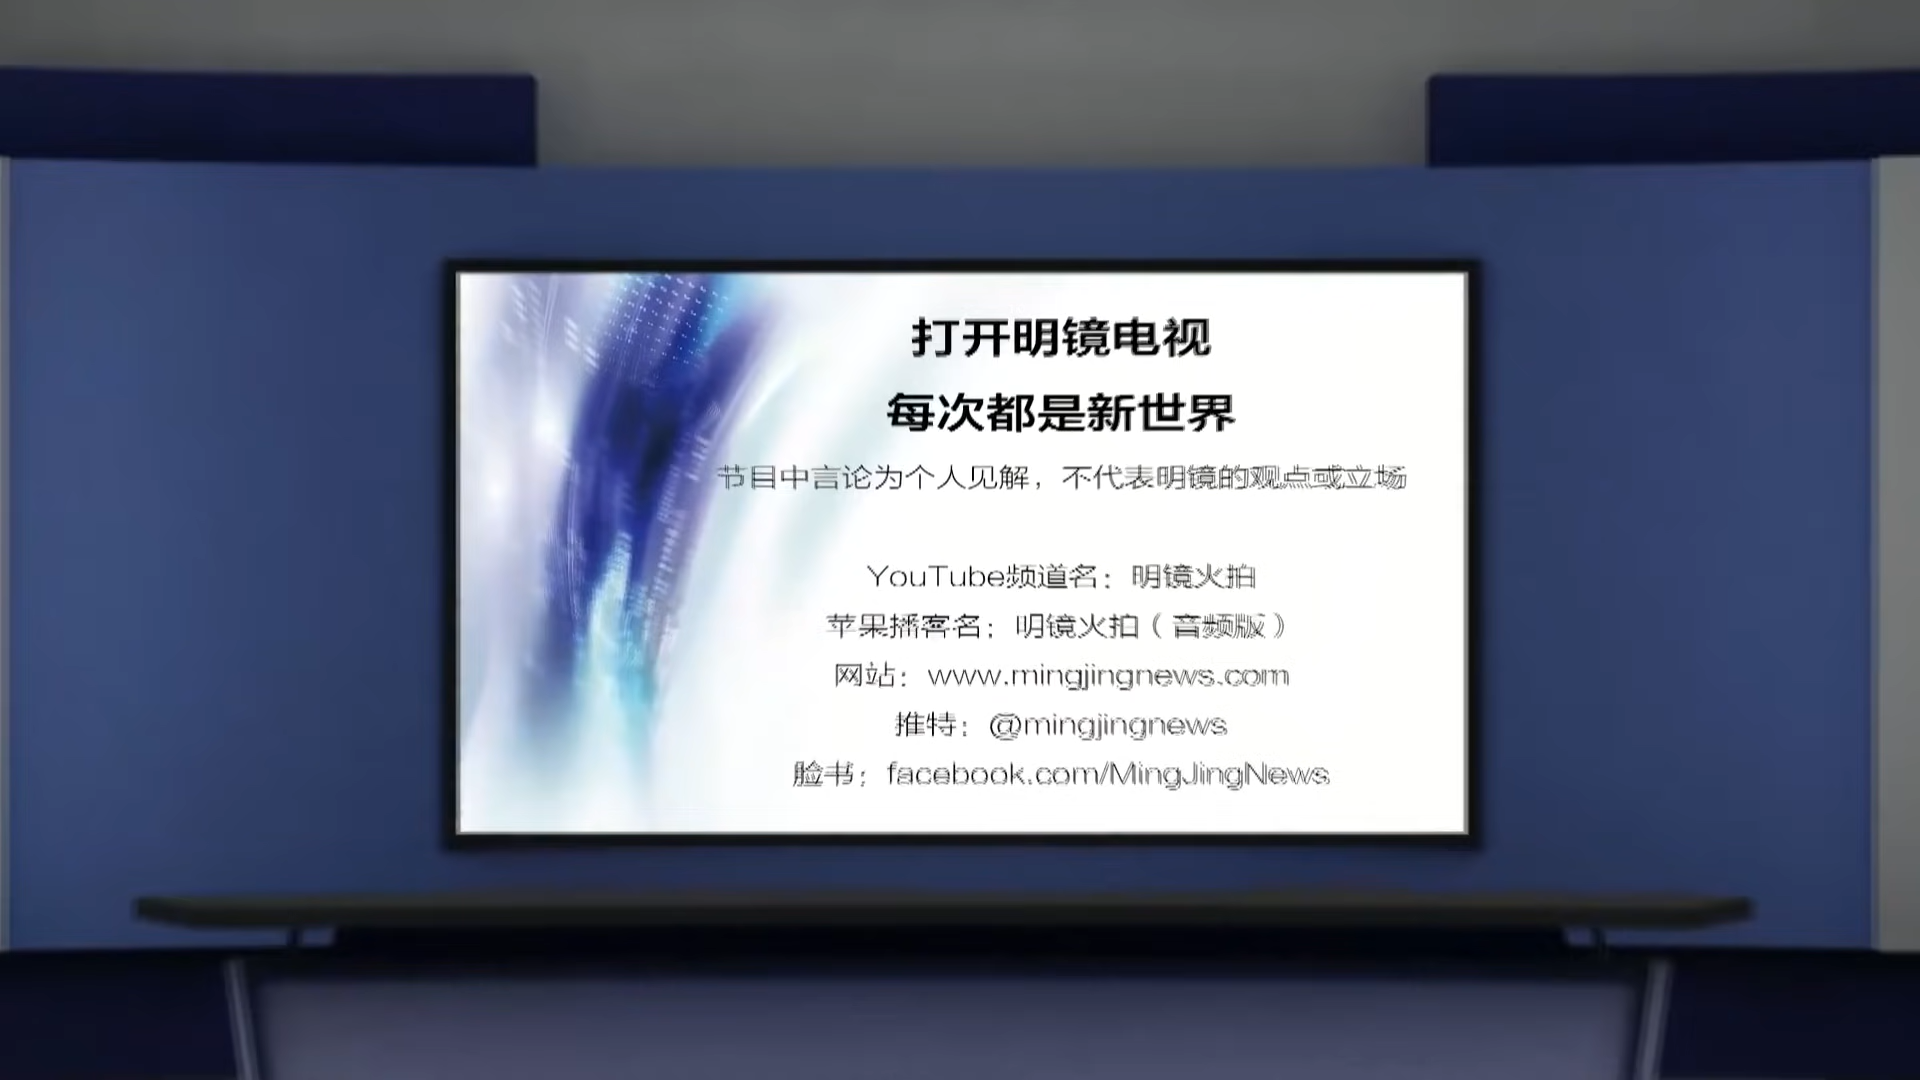 打开明镜电视
每次都是新世界
节目中言论为个人见解，不代表明镜的观点或立场
YouTube频道名：明镜火拍
苹果播客名：明镜火拍（音频版）
网站：www.mingjingnews.com
推特：@mingjingnews
脸书：facebook.com/MingJingNews